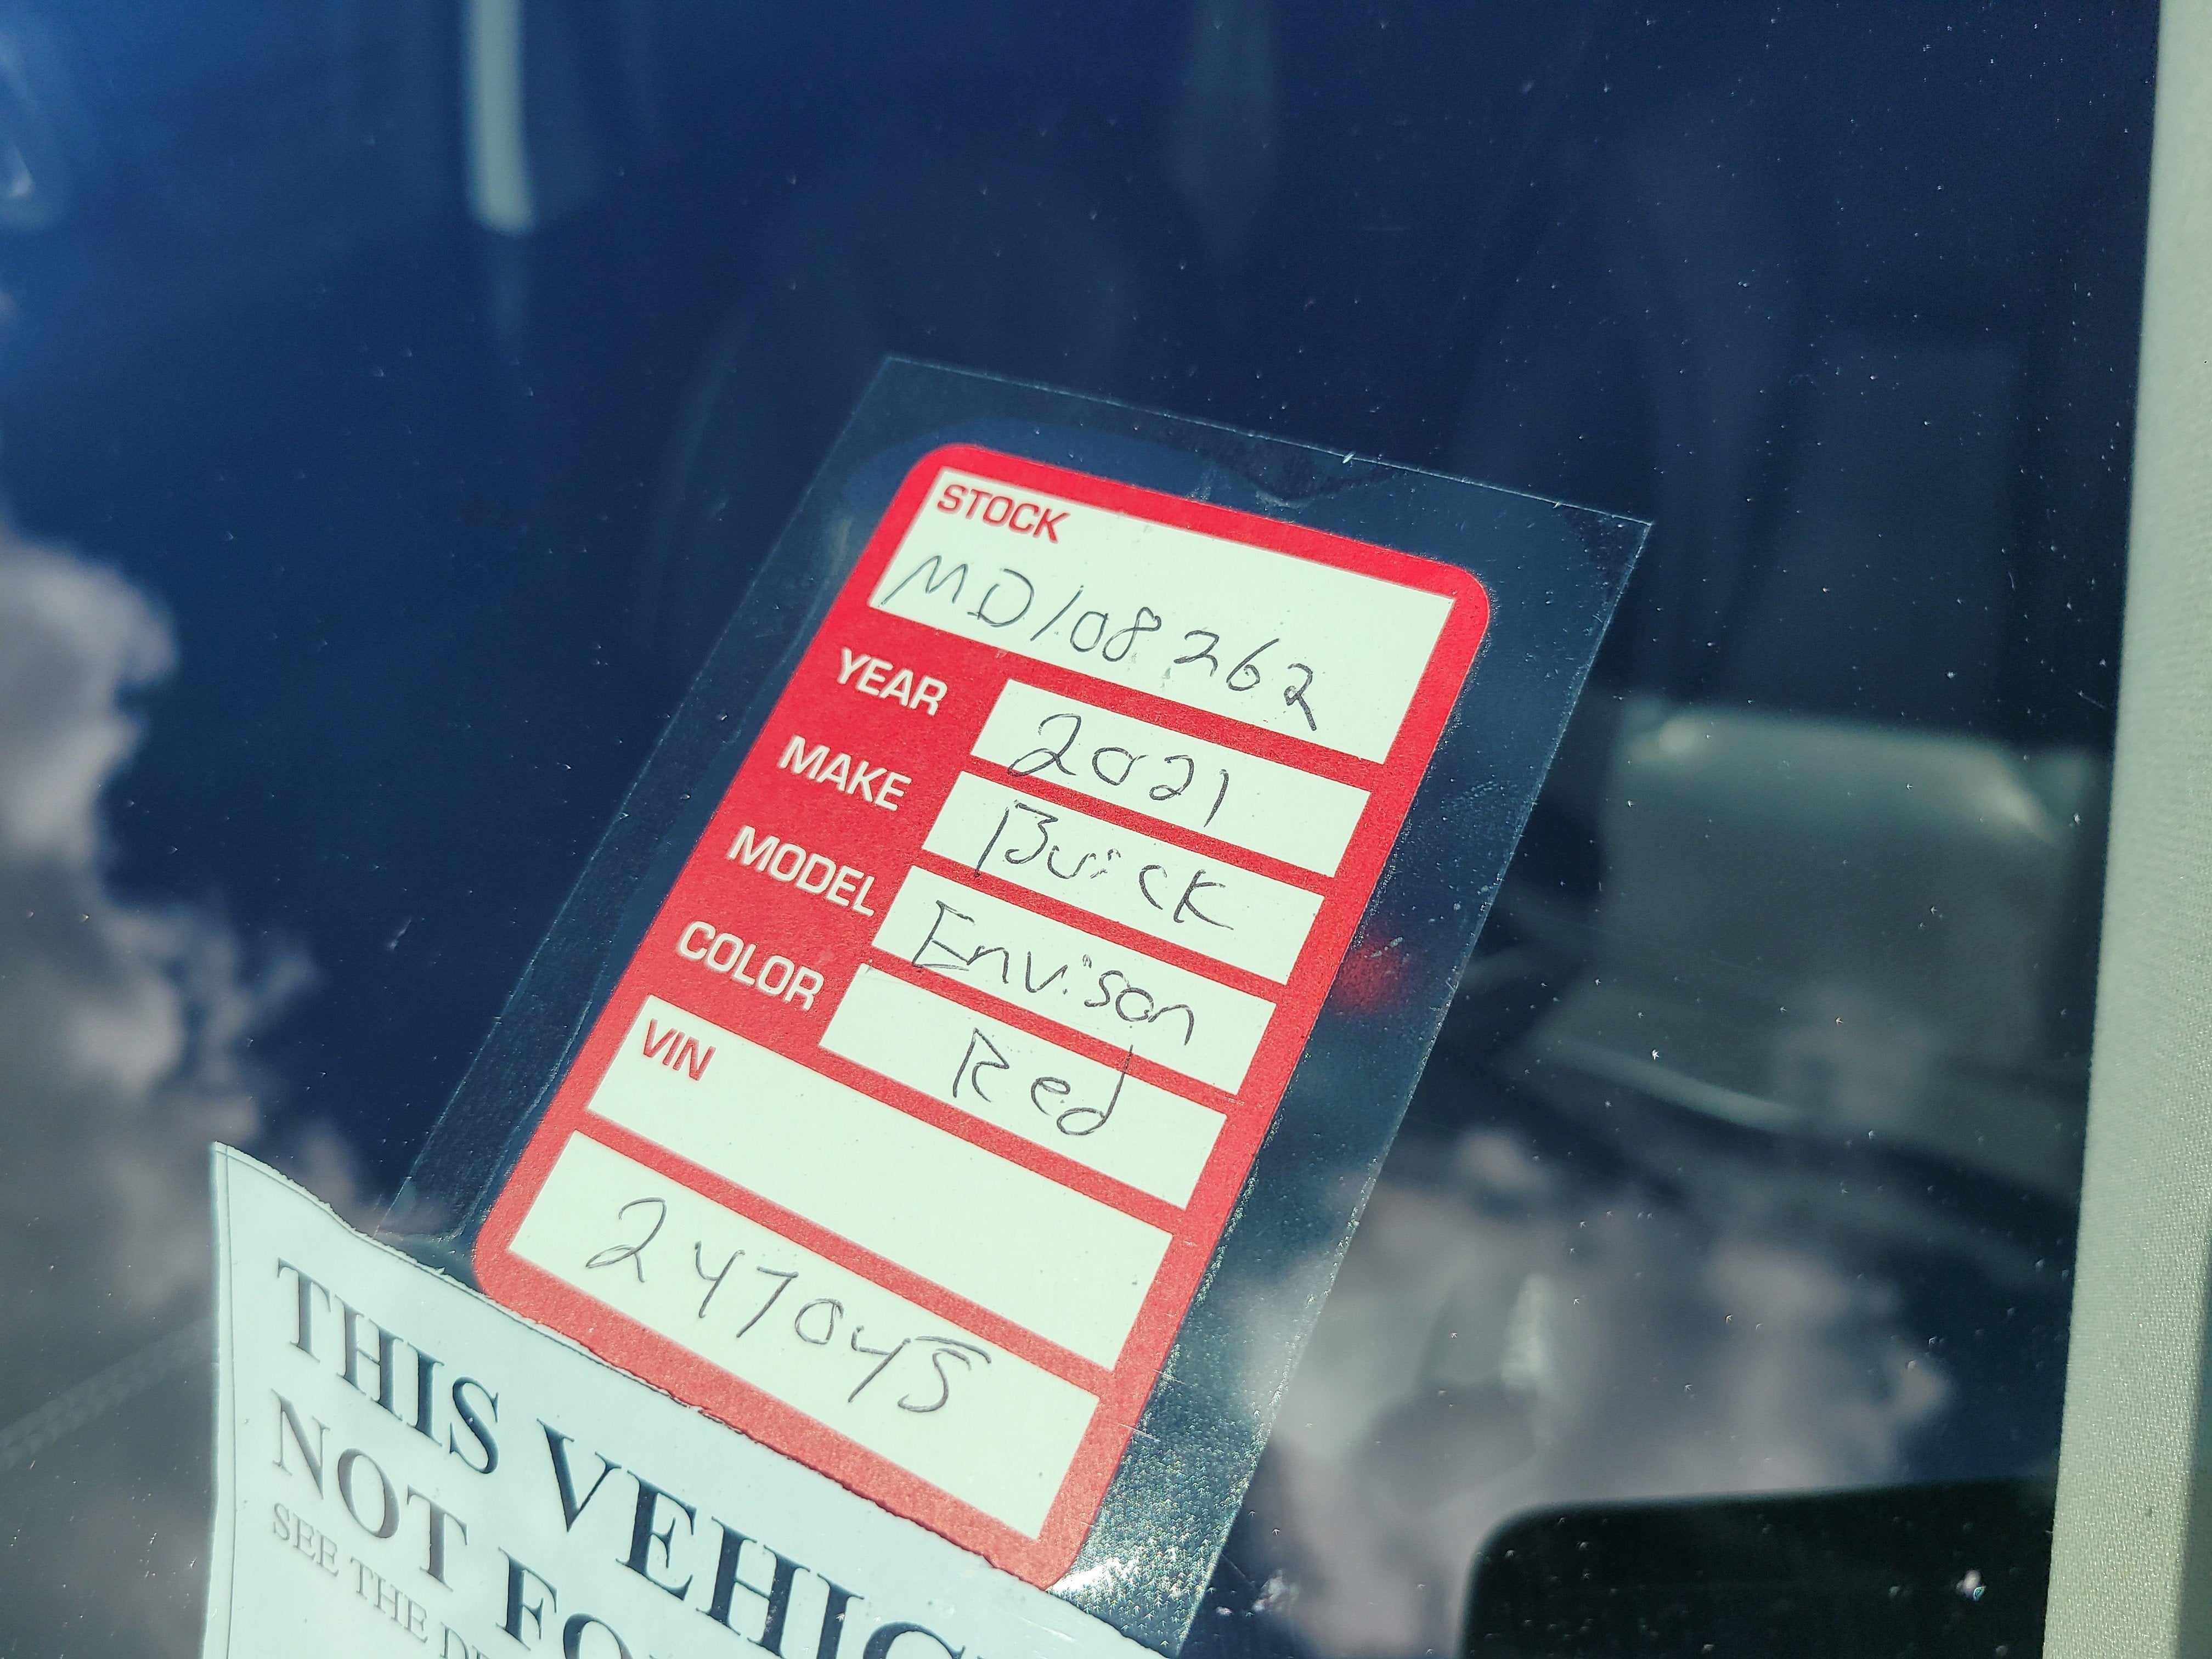 STOCK
MD108262
YEAR 2021
MAKE Buick
MODEL Envison
COLOR Red
VIN
247045
THIS VEHIC
NOT FO
SEE THE D